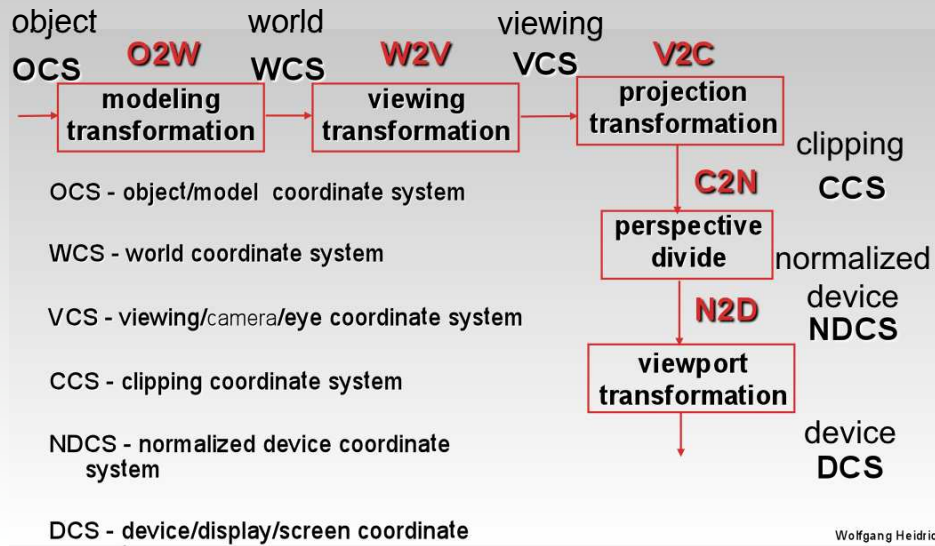 object
world
viewing
OCS
O2W
WCS
W2V
VCS
V2C
modeling
transformation
viewing
transformation
projection
transformation
clipping
CCS
C2N
OCS - object/model coordinate system
perspective
divide
WCS - world coordinate system
normalized
device
NDCS
N2D
VCS - viewing/camera/eye coordinate system
viewport
transformation
CCS - clipping coordinate system
device
DCS
NDCS - normalized device coordinate
system
DCS - device/display/screen coordinate
Wolfgang